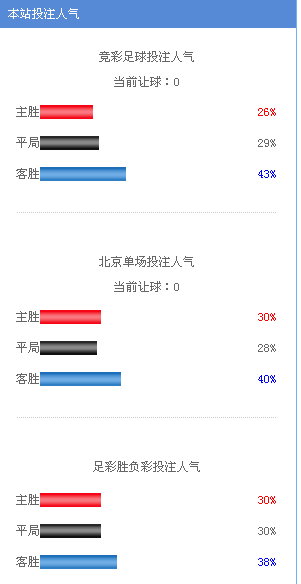 本站投注人气
竞彩足球投注人气
当前让球：0
主胜 26%
平局 29%
客胜 43%
北京单场投注人气
当前让球：0
主胜 30%
平局 28%
客胜 40%
足彩胜负彩投注人气
主胜 30%
平局 30%
客胜 38%